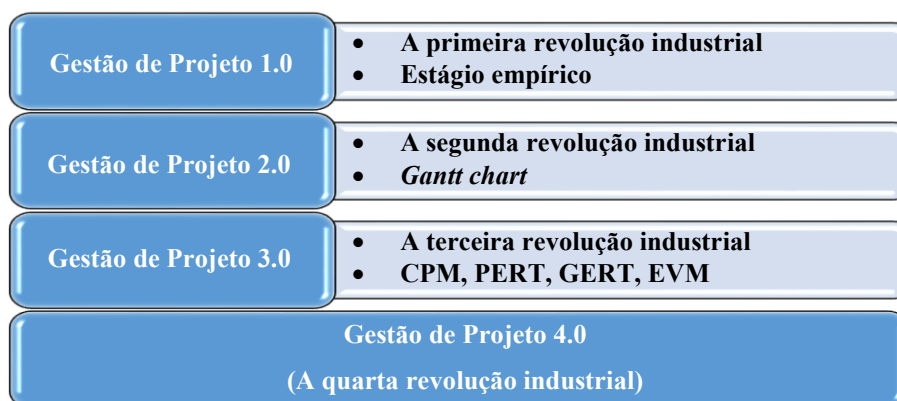 Gestão de Projeto 1.0
• A primeira revolução industrial
• Estágio empírico
Gestão de Projeto 2.0
• A segunda revolução industrial
• Gantt chart
Gestão de Projeto 3.0
• A terceira revolução industrial
• CPM, PERT, GERT, EVM
Gestão de Projeto 4.0
(A quarta revolução industrial)